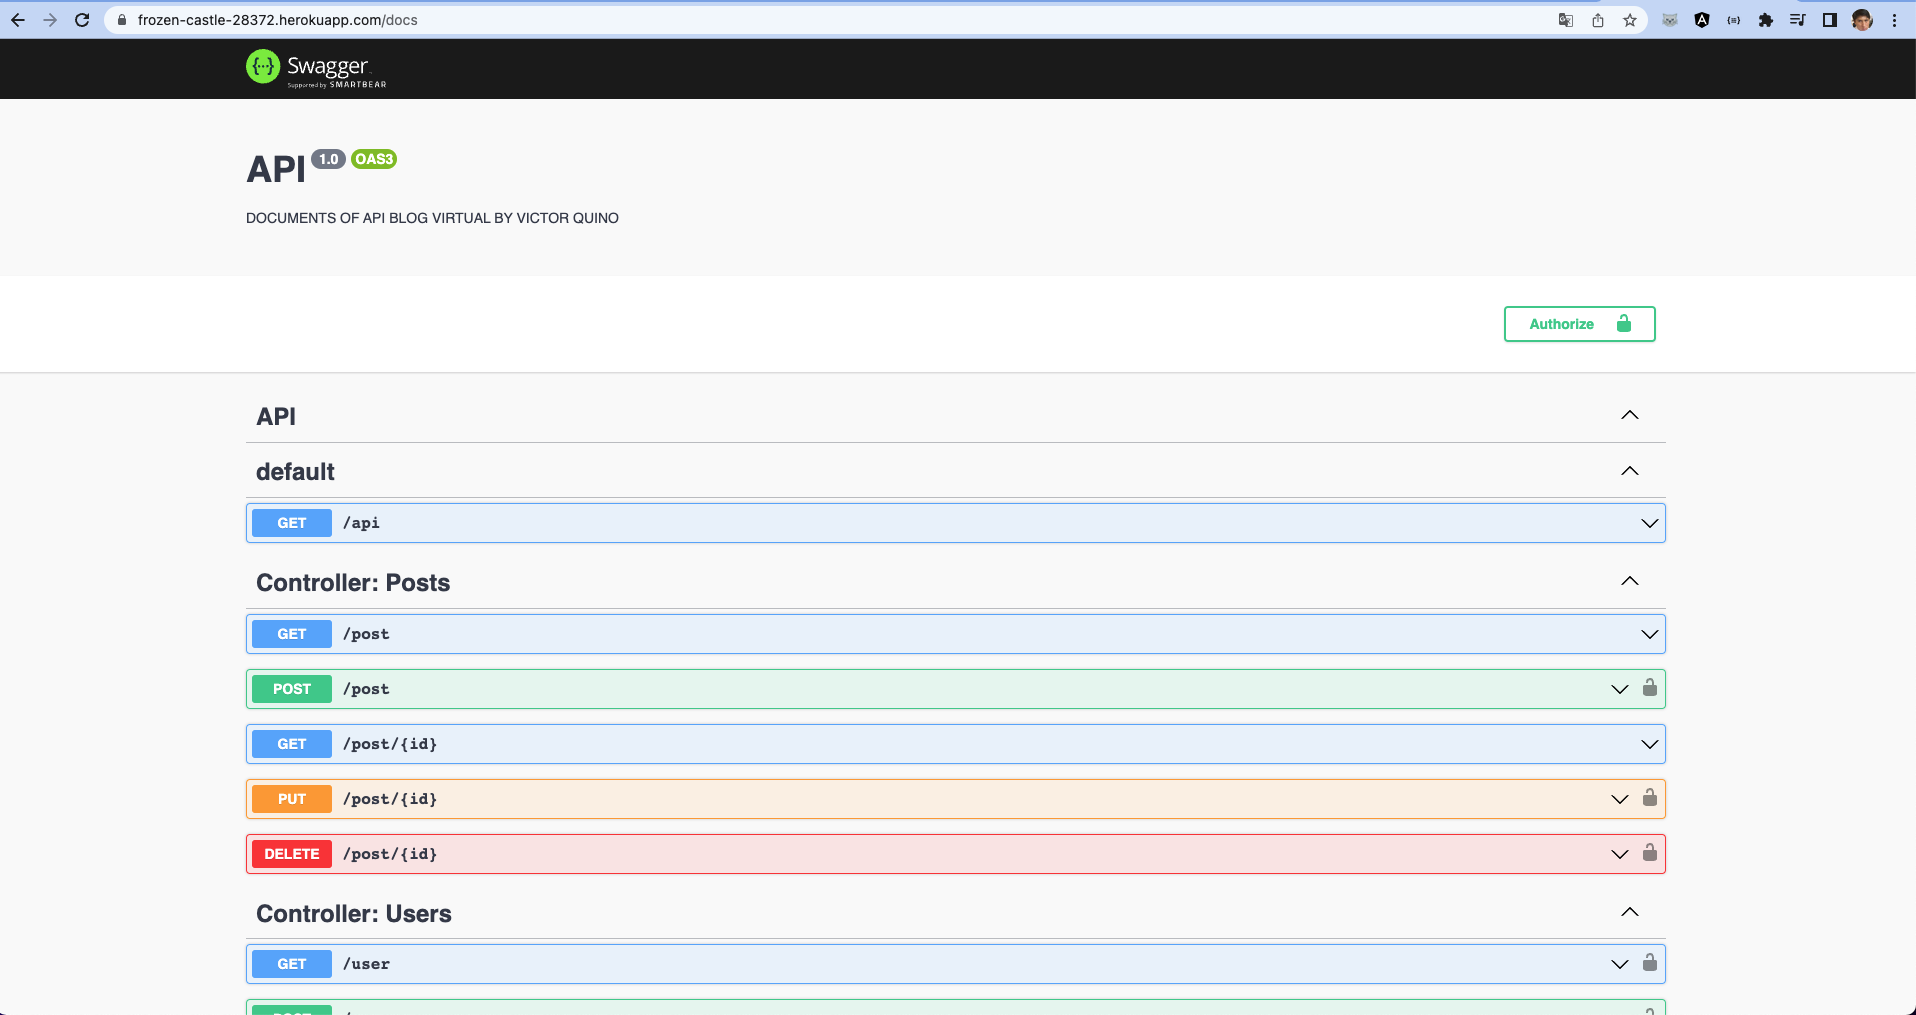 frozen-castle-28372.herokuapp.com/docs
Swagger
Supported by SMARTBEAR
API 1.0 OAS3
DOCUMENTS OF API BLOG VIRTUAL BY VICTOR QUINO
Authorize
API
default
GET /api
Controller: Posts
GET /post
POST /post
GET /post/{id}
PUT /post/{id}
DELETE /post/{id}
Controller: Users
GET /user
POST